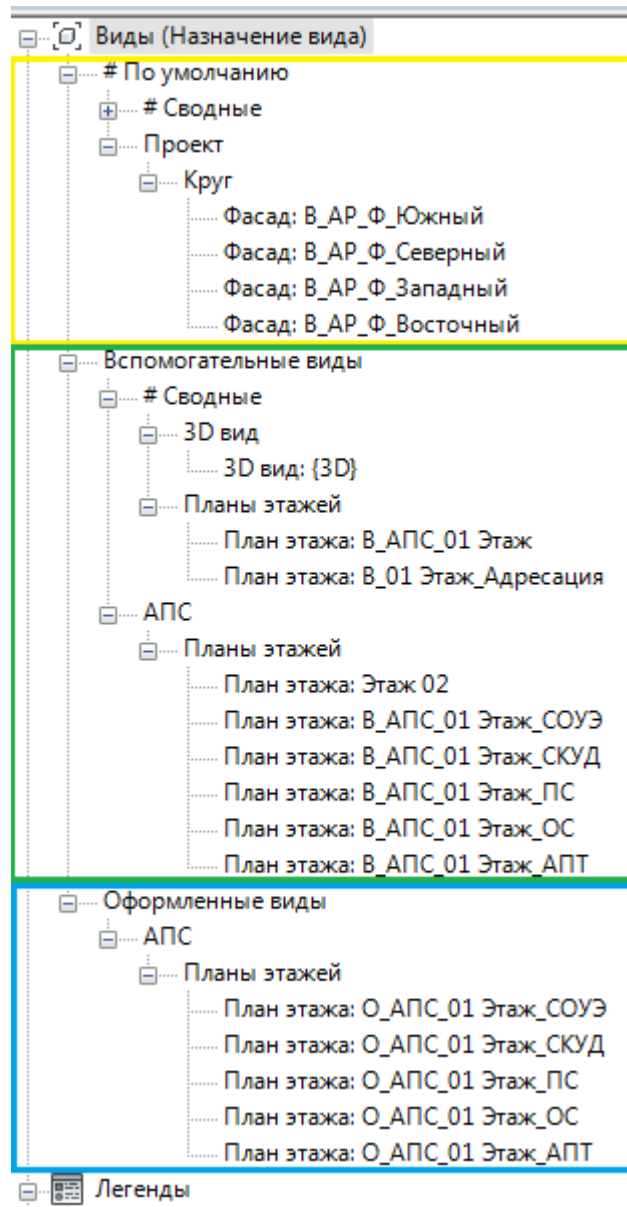 Виды (Назначение вида)
# По умолчанию
# Сводные
Проект
Круг
Фасад: В_АР_Ф_Южный
Фасад: В_АР_Ф_Северный
Фасад: В_АР_Ф_Западный
Фасад: В_АР_Ф_Восточный
Вспомогательные виды
# Сводные
3D вид
3D вид: {3D}
Планы этажей
План этажа: В_АПС_01 Этаж
План этажа: В_01 Этаж_Адресация
АПС
Планы этажей
План этажа: Этаж 02
План этажа: В_АПС_01 Этаж_СОУЭ
План этажа: В_АПС_01 Этаж_СКУД
План этажа: В_АПС_01 Этаж_ПС
План этажа: В_АПС_01 Этаж_ОС
План этажа: В_АПС_01 Этаж_АПТ
Оформленные виды
АПС
Планы этажей
План этажа: О_АПС_01 Этаж_СОУЭ
План этажа: О_АПС_01 Этаж_СКУД
План этажа: О_АПС_01 Этаж_ПС
План этажа: О_АПС_01 Этаж_ОС
План этажа: О_АПС_01 Этаж_АПТ
Легенды